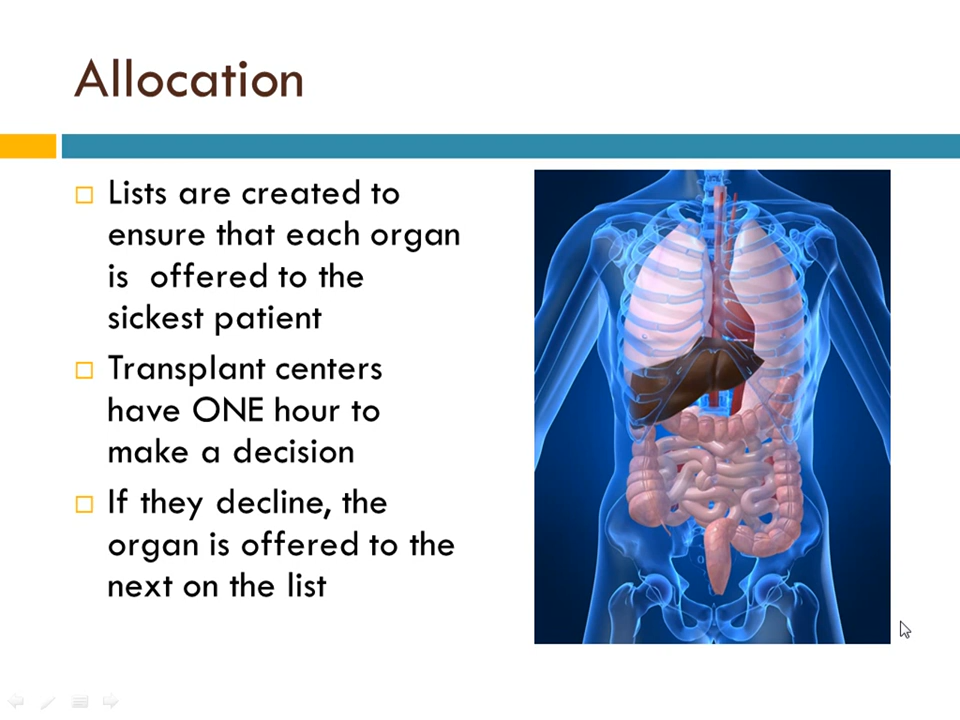 Allocation
Lists are created to
ensure that each organ
is  offered to the
sickest patient
Transplant centers
have ONE hour to
make a decision
If they decline, the
organ is offered to the
next on the list